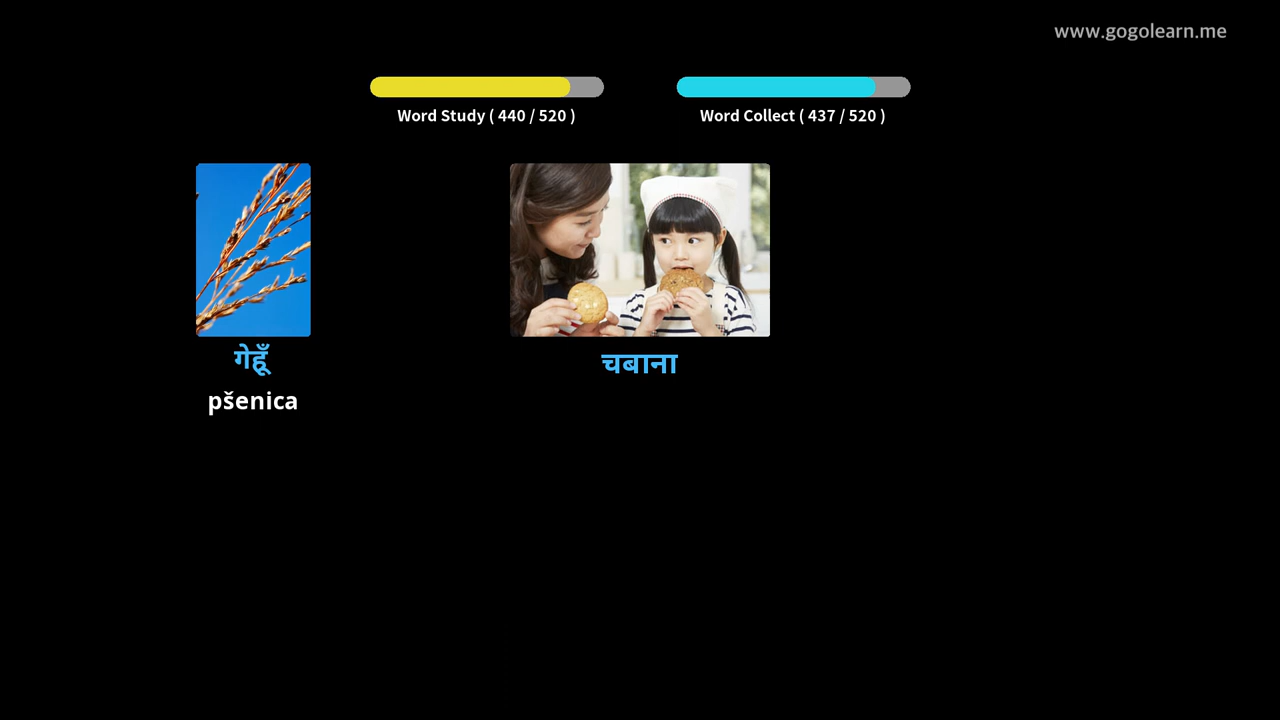 www.gogolearn.me
Word Study ( 440 / 520 )
Word Collect ( 437 / 520 )
गेहूँ
चबाना
pšenica